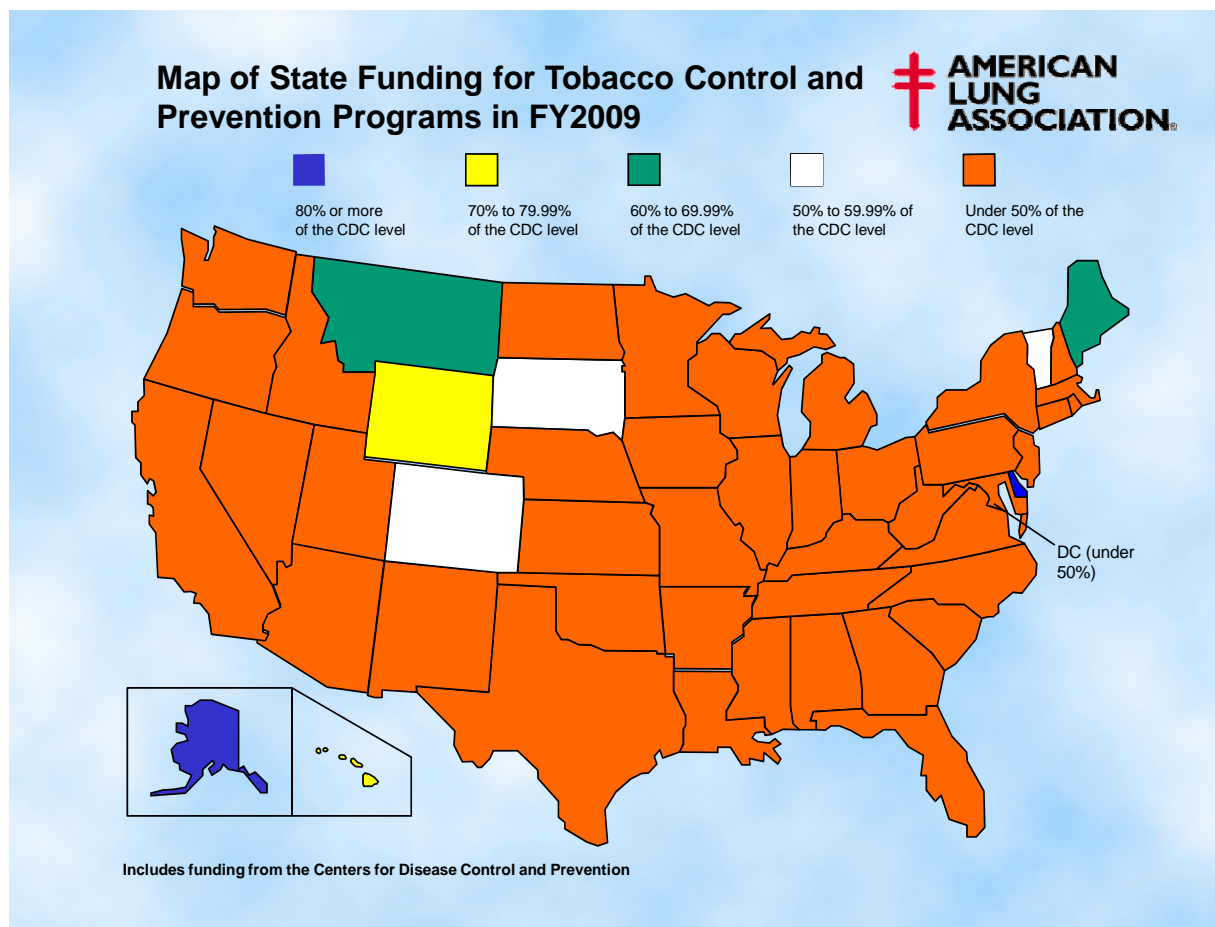 Map of State Funding for Tobacco Control and
Prevention Programs in FY2009
AMERICAN
LUNG
ASSOCIATION®
80% or more
of the CDC level
70% to 79.99%
of the CDC level
60% to 69.99%
of the CDC level
50% to 59.99% of
the CDC level
Under 50% of the
CDC level
DC (under
50%)
Includes funding from the Centers for Disease Control and Prevention